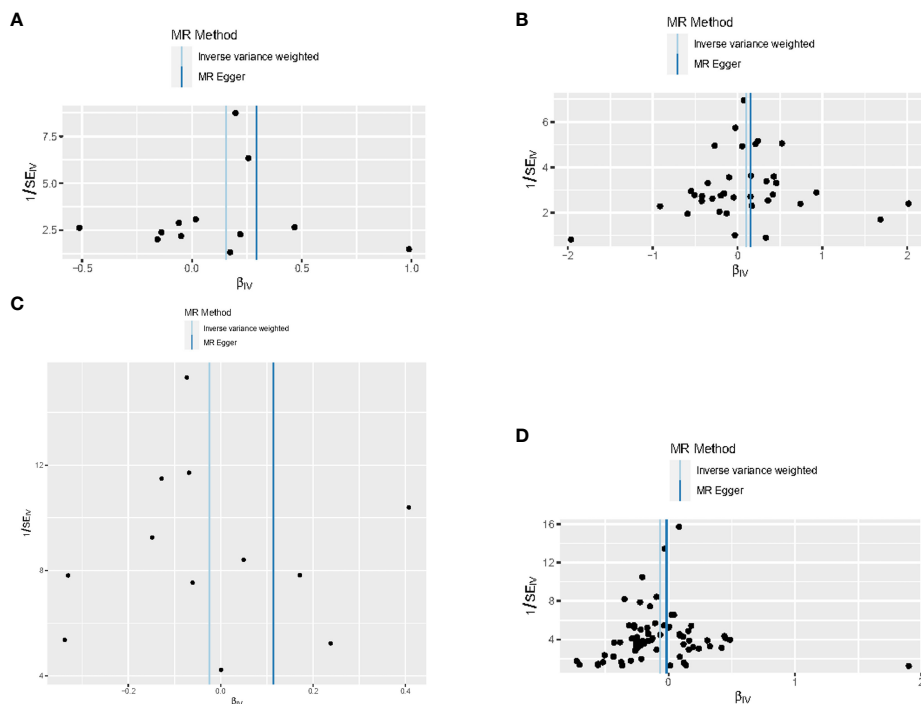 A
MR Method
Inverse variance weighted
MR Egger
7.5
5.0
2.5
1/SE_IV
−0.5
0.0
0.5
1.0
β_IV
B
MR Method
Inverse variance weighted
MR Egger
6
4
2
1/SE_IV
−2
−1
0
1
2
β_IV
C
MR Method
Inverse variance weighted
MR Egger
12
8
4
1/SE_IV
−0.2
0.0
0.2
0.4
β_IV
D
MR Method
Inverse variance weighted
MR Egger
16
12
8
4
1/SE_IV
0
1
2
β_IV